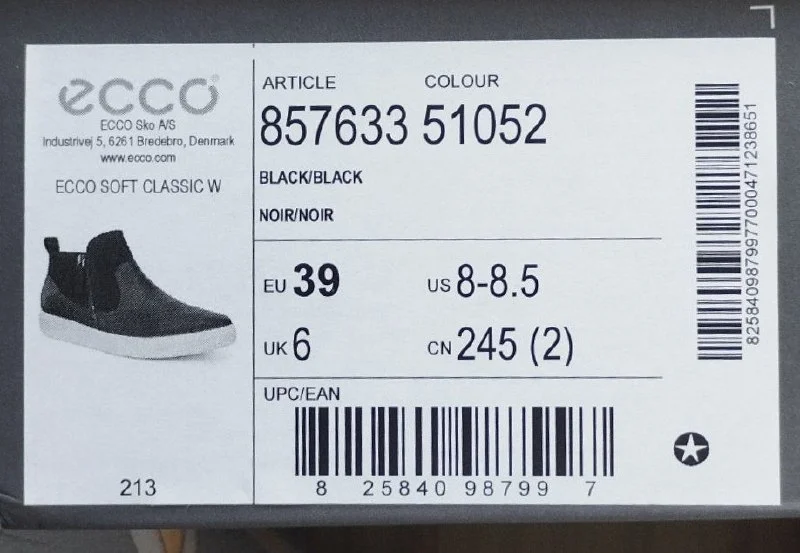 ecco®
ECCO Sko A/S
Industrivej 5, 6261 Bredebro, Denmark
www.ecco.com
ECCO SOFT CLASSIC W
213
ARTICLE COLOUR
857633 51052
BLACK/BLACK
NOIR/NOIR
EU 39 US 8-8.5
UK 6 CN 245 (2)
UPC/EAN
8 25840 98799 7
8258409879977000471238651